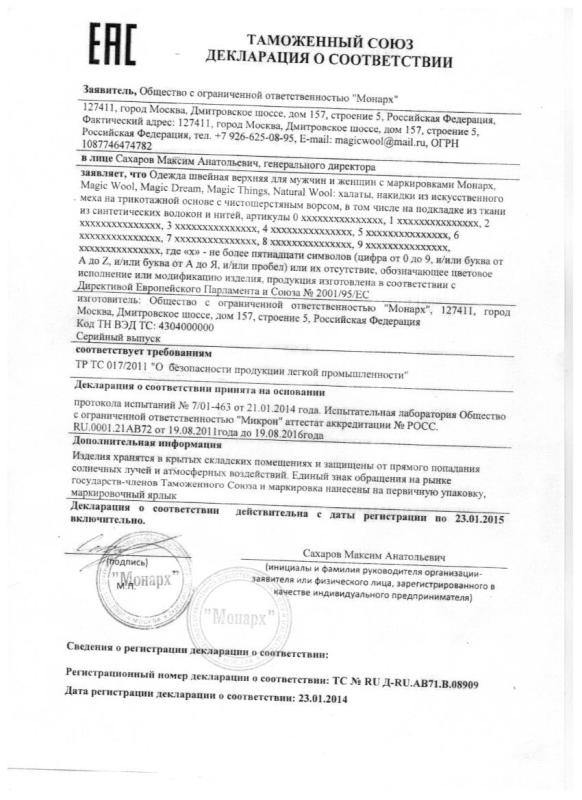 EAC
ТАМОЖЕННЫЙ СОЮЗ
ДЕКЛАРАЦИЯ О СООТВЕТСТВИИ
Заявитель, Общество с ограниченной ответственностью "Монарх"
127411, город Москва, Дмитровское шоссе, дом 157, строение 5, Российская Федерация,
Фактический адрес: 127411, город Москва, Дмитровское шоссе, дом 157, строение 5,
Российская Федерация, тел. +7 926-625-08-95, E-mail: magicwool@mail.ru, ОГРН
1087746474782
в лице Сахаров Максим Анатольевич, генерального директора
заявляет, что Одежда швейная верхняя для мужчин и женщин с маркировками Монарх,
Magic Wool, Magic Dream, Magic Things, Natural Wool: халаты, накидки из искусственного
меха на трикотажной основе с чистошерстяным ворсом, в том числе на подкладке из ткани
из синтетических волокон и нитей, артикулы 0 xxxxxxxxxxxxxxx, 1 xxxxxxxxxxxxxxx, 2
xxxxxxxxxxxxxxx, 3 xxxxxxxxxxxxxxx, 4 xxxxxxxxxxxxxxx, 5 xxxxxxxxxxxxxxx, 6
xxxxxxxxxxxxxxx, 7 xxxxxxxxxxxxxxx, 8 xxxxxxxxxxxxxxx, 9 xxxxxxxxxxxxxxx,
xxxxxxxxxxxxxxx, где «x» - не более пятнадцати символов (цифра от 0 до 9, и/или буква от
A до Z, и/или буква от А до Я, и/или пробел) или их отсутствие, обозначающее цветовое
исполнение или модификацию изделия, продукция изготовлена в соответствии с
Директивой Европейского Парламента и Союза № 2001/95/ЕС
изготовитель: Общество с ограниченной ответственностью "Монарх", 127411, город
Москва, Дмитровское шоссе, дом 157, строение 5, Российская Федерация
Код ТН ВЭД ТС: 4304000000
Серийный выпуск
соответствует требованиям
ТР ТС 017/2011 "О безопасности продукции легкой промышленности"
Декларация о соответствии принята на основании
протокола испытаний № 7/01-463 от 21.01.2014 года. Испытательная лаборатория Общество
с ограниченной ответственностью "Микрон" аттестат аккредитации № РОСС.
RU.0001.21АВ72 от 19.08.2011года до 19.08.2016года
Дополнительная информация
Изделия хранятся в крытых складских помещениях и защищены от прямого попадания
солнечных лучей и атмосферных воздействий. Единый знак обращения на рынке
государств-членов Таможенного Союза и маркировка нанесены на первичную упаковку,
маркировочный ярлык
Декларация о соответствии действительна с даты регистрации по 23.01.2015
включительно.
Сахаров Максим Анатольевич
(подпись)
(инициалы и фамилия руководителя организации-
заявителя или физического лица, зарегистрированного в
качестве индивидуального предпринимателя)
М.П.
"Монарх"
"Монарх"
Сведения о регистрации декларации о соответствии:
Регистрационный номер декларации о соответствии: ТС № RU Д-RU.АВ71.В.08909
Дата регистрации декларации о соответствии: 23.01.2014